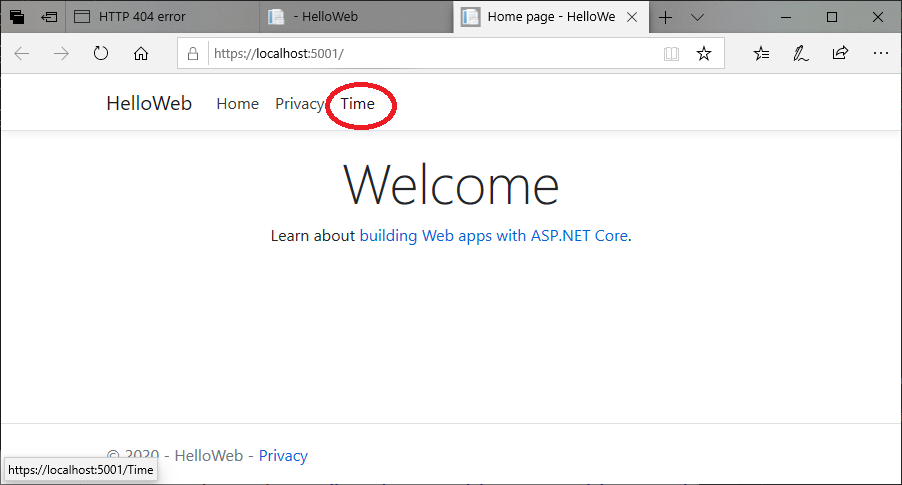 HTTP 404 error
- HelloWeb
Home page - HelloWe
https://localhost:5001/
HelloWeb Home Privacy Time
Welcome
Learn about building Web apps with ASP.NET Core.
© 2020 - HelloWeb - Privacy
https://localhost:5001/Time